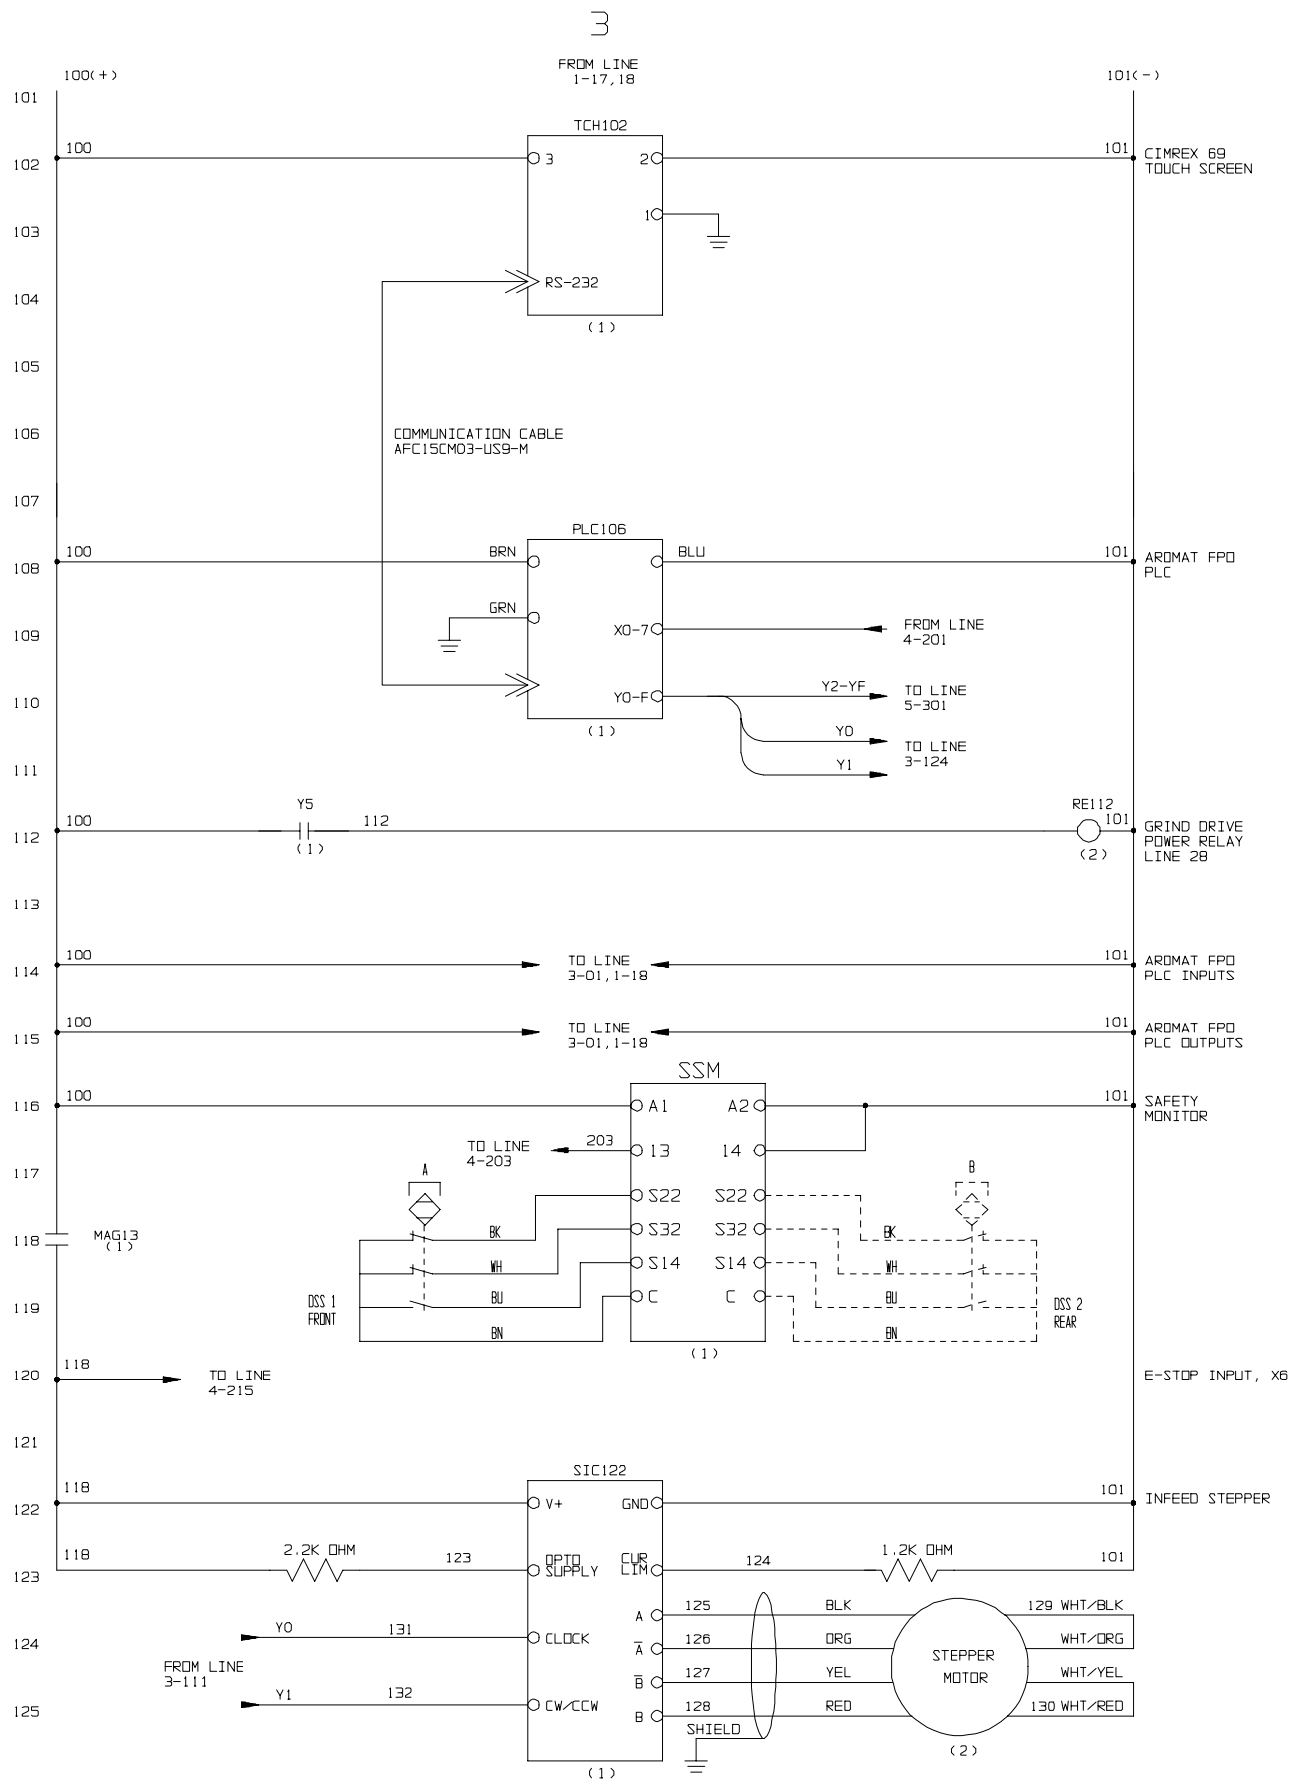 3
FROM LINE
1-17,18
100(+)
101(-)
101
TCH102
102
100
3
2
101
CIMREX 69
TOUCH SCREEN
1
103
RS-232
104
(1)
105
106
COMMUNICATION CABLE
AFC15CM03-US9-M
107
PLC106
108
100
BRN
BLU
101
AROMAT FP0
PLC
GRN
109
X0-7
FROM LINE
4-201
110
Y0-F
Y2-YF
TO LINE
5-301
(1)
Y0
TO LINE
3-124
111
Y1
Y5
RE112
112
100
112
101
(1)
(2)
GRIND DRIVE
POWER RELAY
LINE 28
113
114
100
TO LINE
3-01,1-18
101
AROMAT FP0
PLC INPUTS
115
100
TO LINE
3-01,1-18
101
AROMAT FP0
PLC OUTPUTS
SSM
116
100
A1
A2
101
SAFETY
MONITOR
TO LINE
4-203
203
13
14
117
A
B
S22
S22
118
MAG13
(1)
BK
S32
S32
BK
WH
S14
S14
WH
119
DSS 1
FRONT
BU
C
C
BU
DSS 2
REAR
BN
BN
(1)
120
118
TO LINE
4-215
E-STOP INPUT, X6
121
SIC122
122
118
V+
GND
101
INFEED STEPPER
123
118
2.2K OHM
123
OPTO
SUPPLY
CUR
LIM
124
1.2K OHM
101
A
125
BLK
129 WHT/BLK
124
Y0
131
CLOCK
A̅
126
ORG
WHT/ORG
STEPPER
MOTOR
FROM LINE
3-111
B̅
127
YEL
WHT/YEL
125
Y1
132
CW/CCW
B
128
RED
130 WHT/RED
SHIELD
(2)
(1)